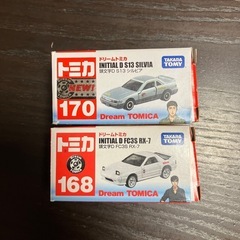 トミカ
NEW!
170
ドリームトミカ
INITIAL D S13 SILVIA
頭文字D S13 シルビア
TAKARA TOMY
Dream TOMICA
トミカ
168
ドリームトミカ
INITIAL D FC3S RX-7
頭文字D FC3S RX-7
TAKARA TOMY
Dream TOMICA